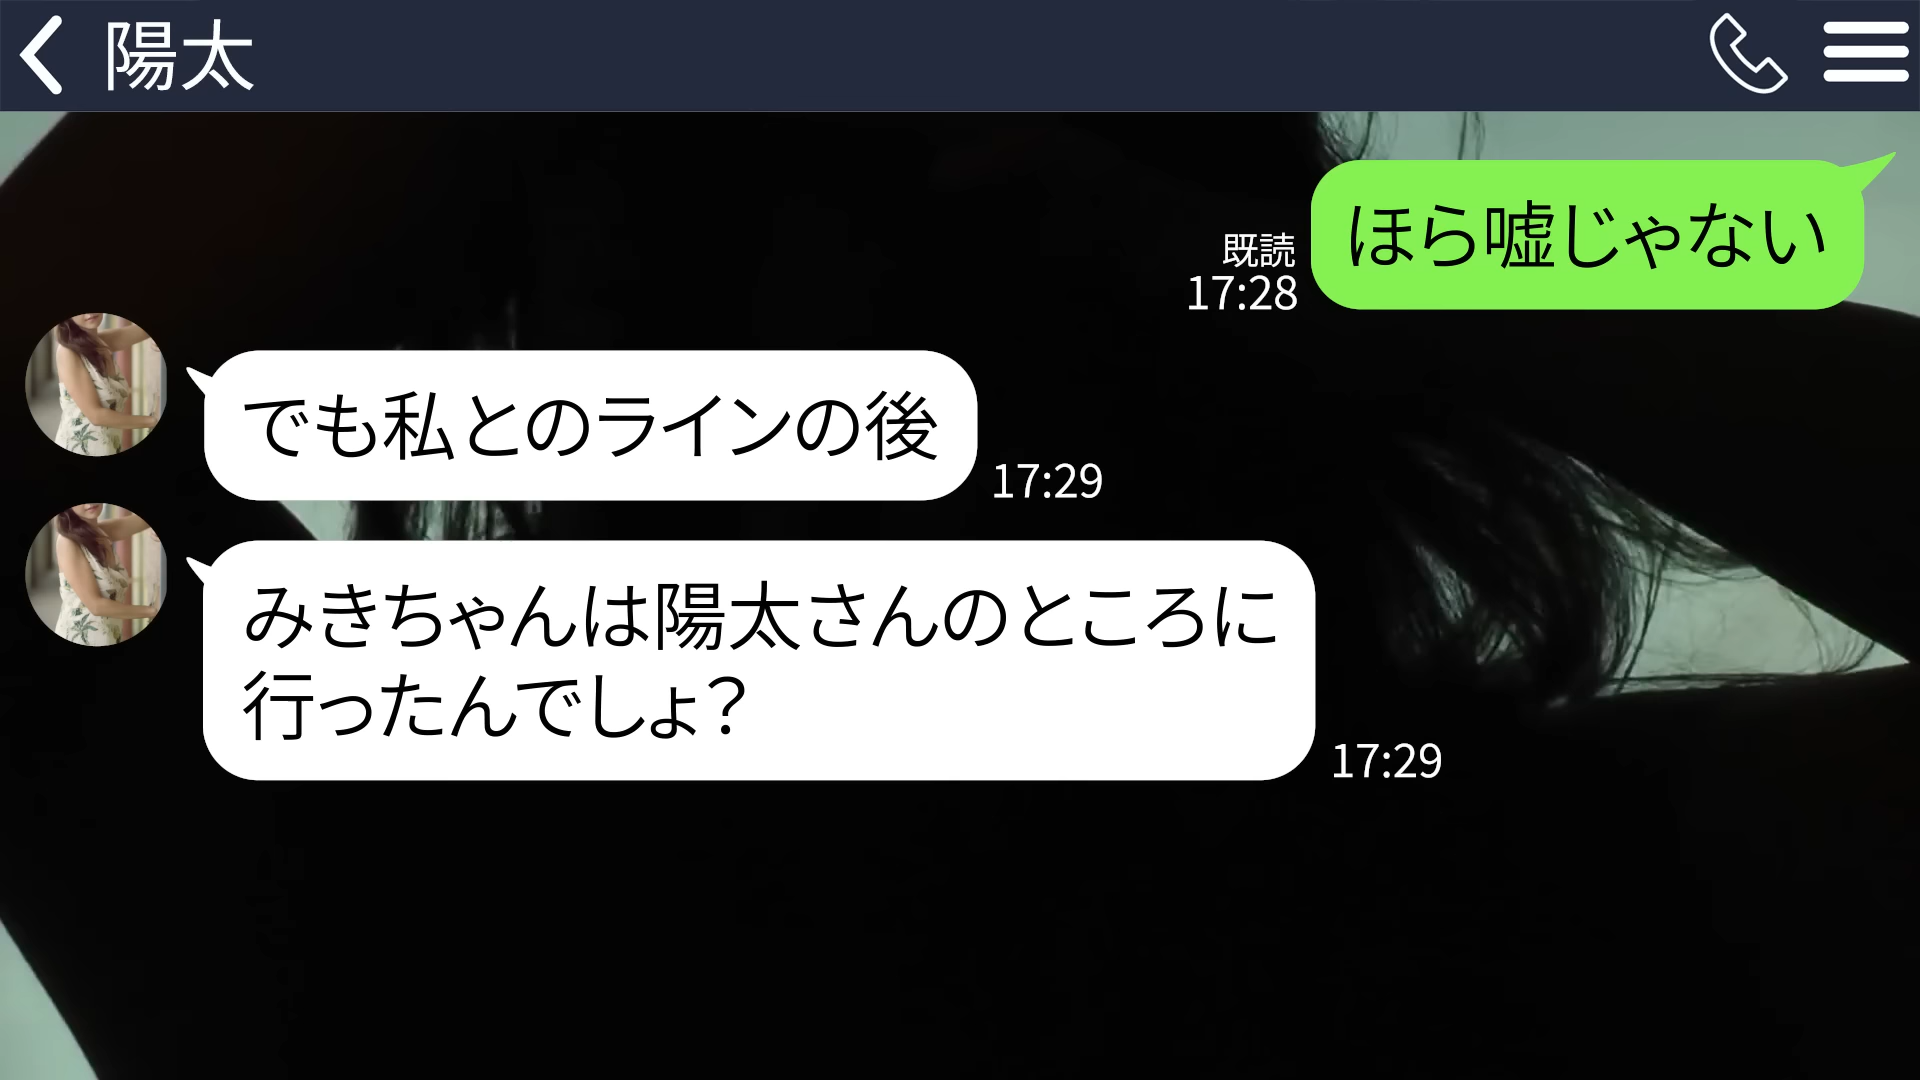 陽太
ほら嘘じゃない
既読
17:28
でも私とのラインの後
17:29
みきちゃんは陽太さんのところに
行ったんでしょ？
17:29